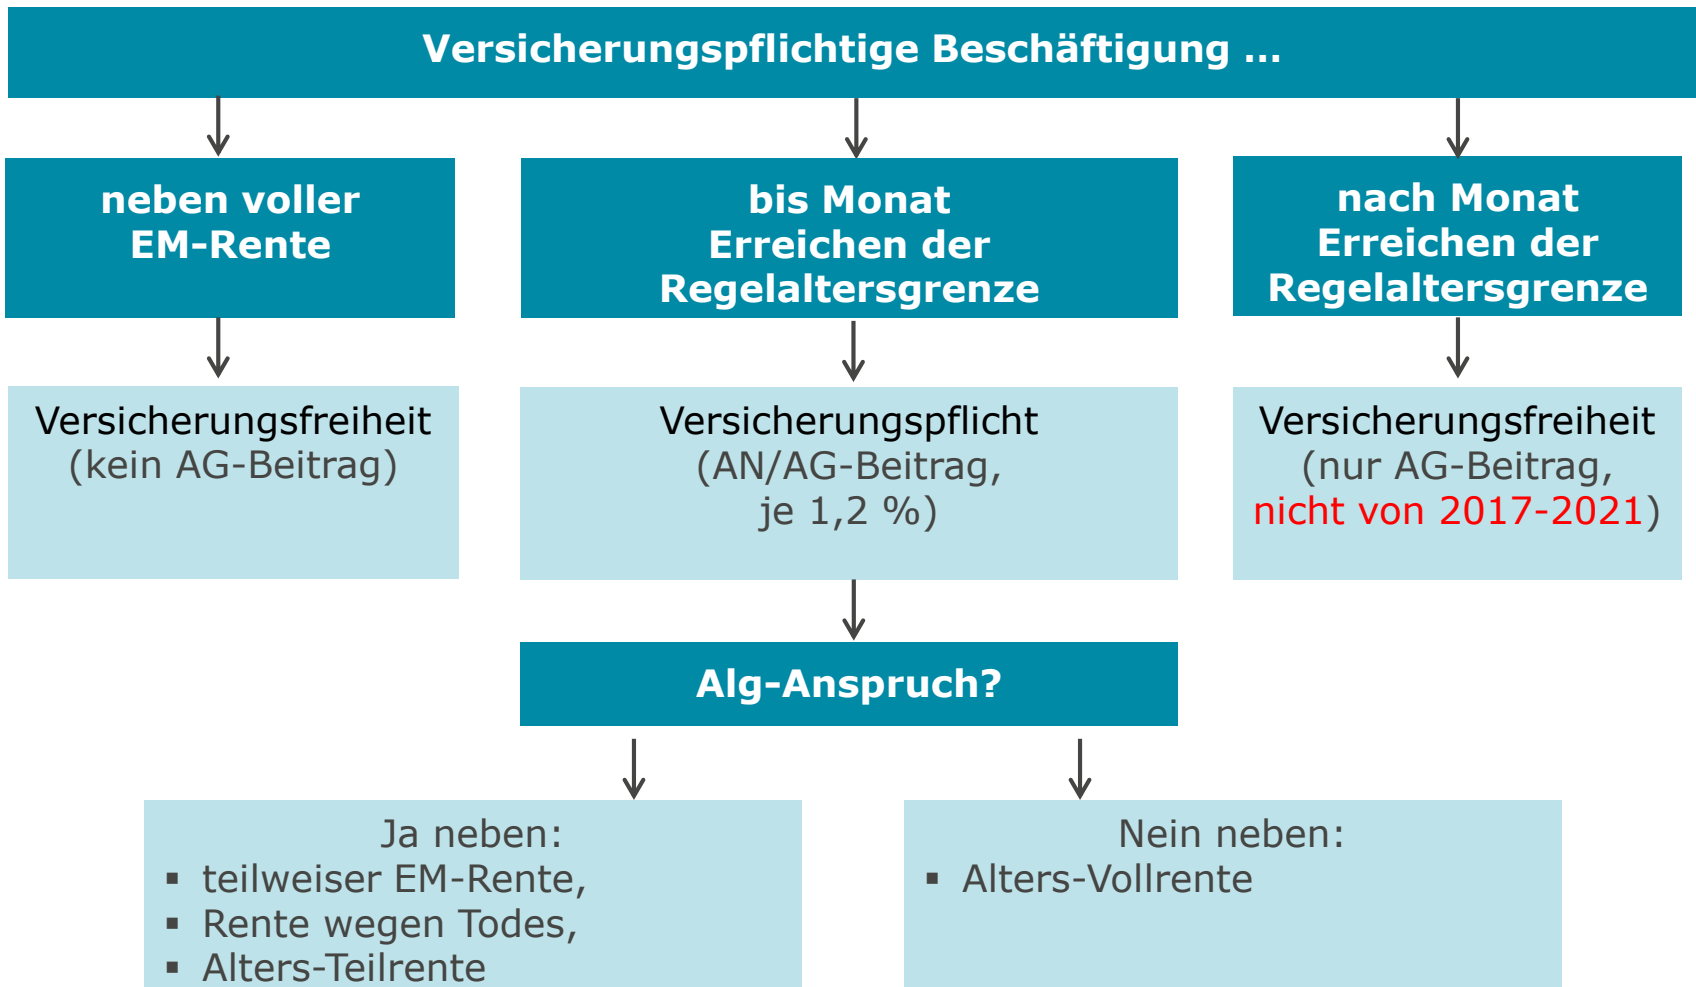 Versicherungspflichtige Beschäftigung ...
neben voller
EM-Rente
bis Monat
Erreichen der
Regelaltersgrenze
nach Monat
Erreichen der
Regelaltersgrenze
Versicherungsfreiheit
(kein AG-Beitrag)
Versicherungspflicht
(AN/AG-Beitrag,
je 1,2 %)
Versicherungsfreiheit
(nur AG-Beitrag,
nicht von 2017-2021)
Alg-Anspruch?
Ja neben:
▪ teilweiser EM-Rente,
▪ Rente wegen Todes,
▪ Alters-Teilrente
Nein neben:
▪ Alters-Vollrente